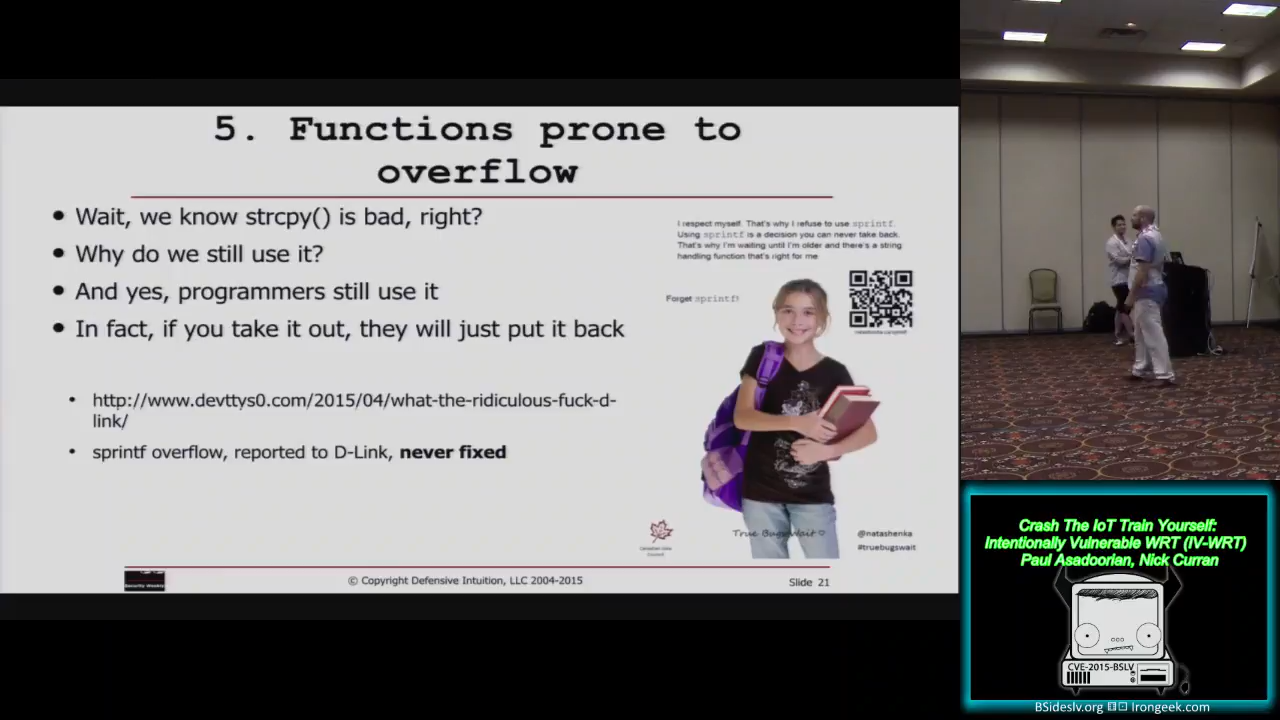 5. Functions prone to
overflow
• Wait, we know strcpy() is bad, right?
• Why do we still use it?
• And yes, programmers still use it
• In fact, if you take it out, they will just put it back
• http://www.devttys0.com/2015/04/what-the-ridiculous-fuck-d-
link/
• sprintf overflow, reported to D-Link, never fixed
I respect myself. That's why I refuse to use sprintf.
Using sprintf is a decision you can never take back.
That's why I'm waiting until I'm older and there's a string
handling function that's right for me
Forget sprintf!
True Bugs Wait
@natashenka
#truebugswait
Security Weekly
© Copyright Defensive Intuition, LLC 2004-2015
Slide 21
Crash The IoT Train Yourself:
Intentionally Vulnerable WRT (IV-WRT)
Paul Asadoorian, Nick Curran
CVE-2015-BSLV
BSideslv.org Irongeek.com